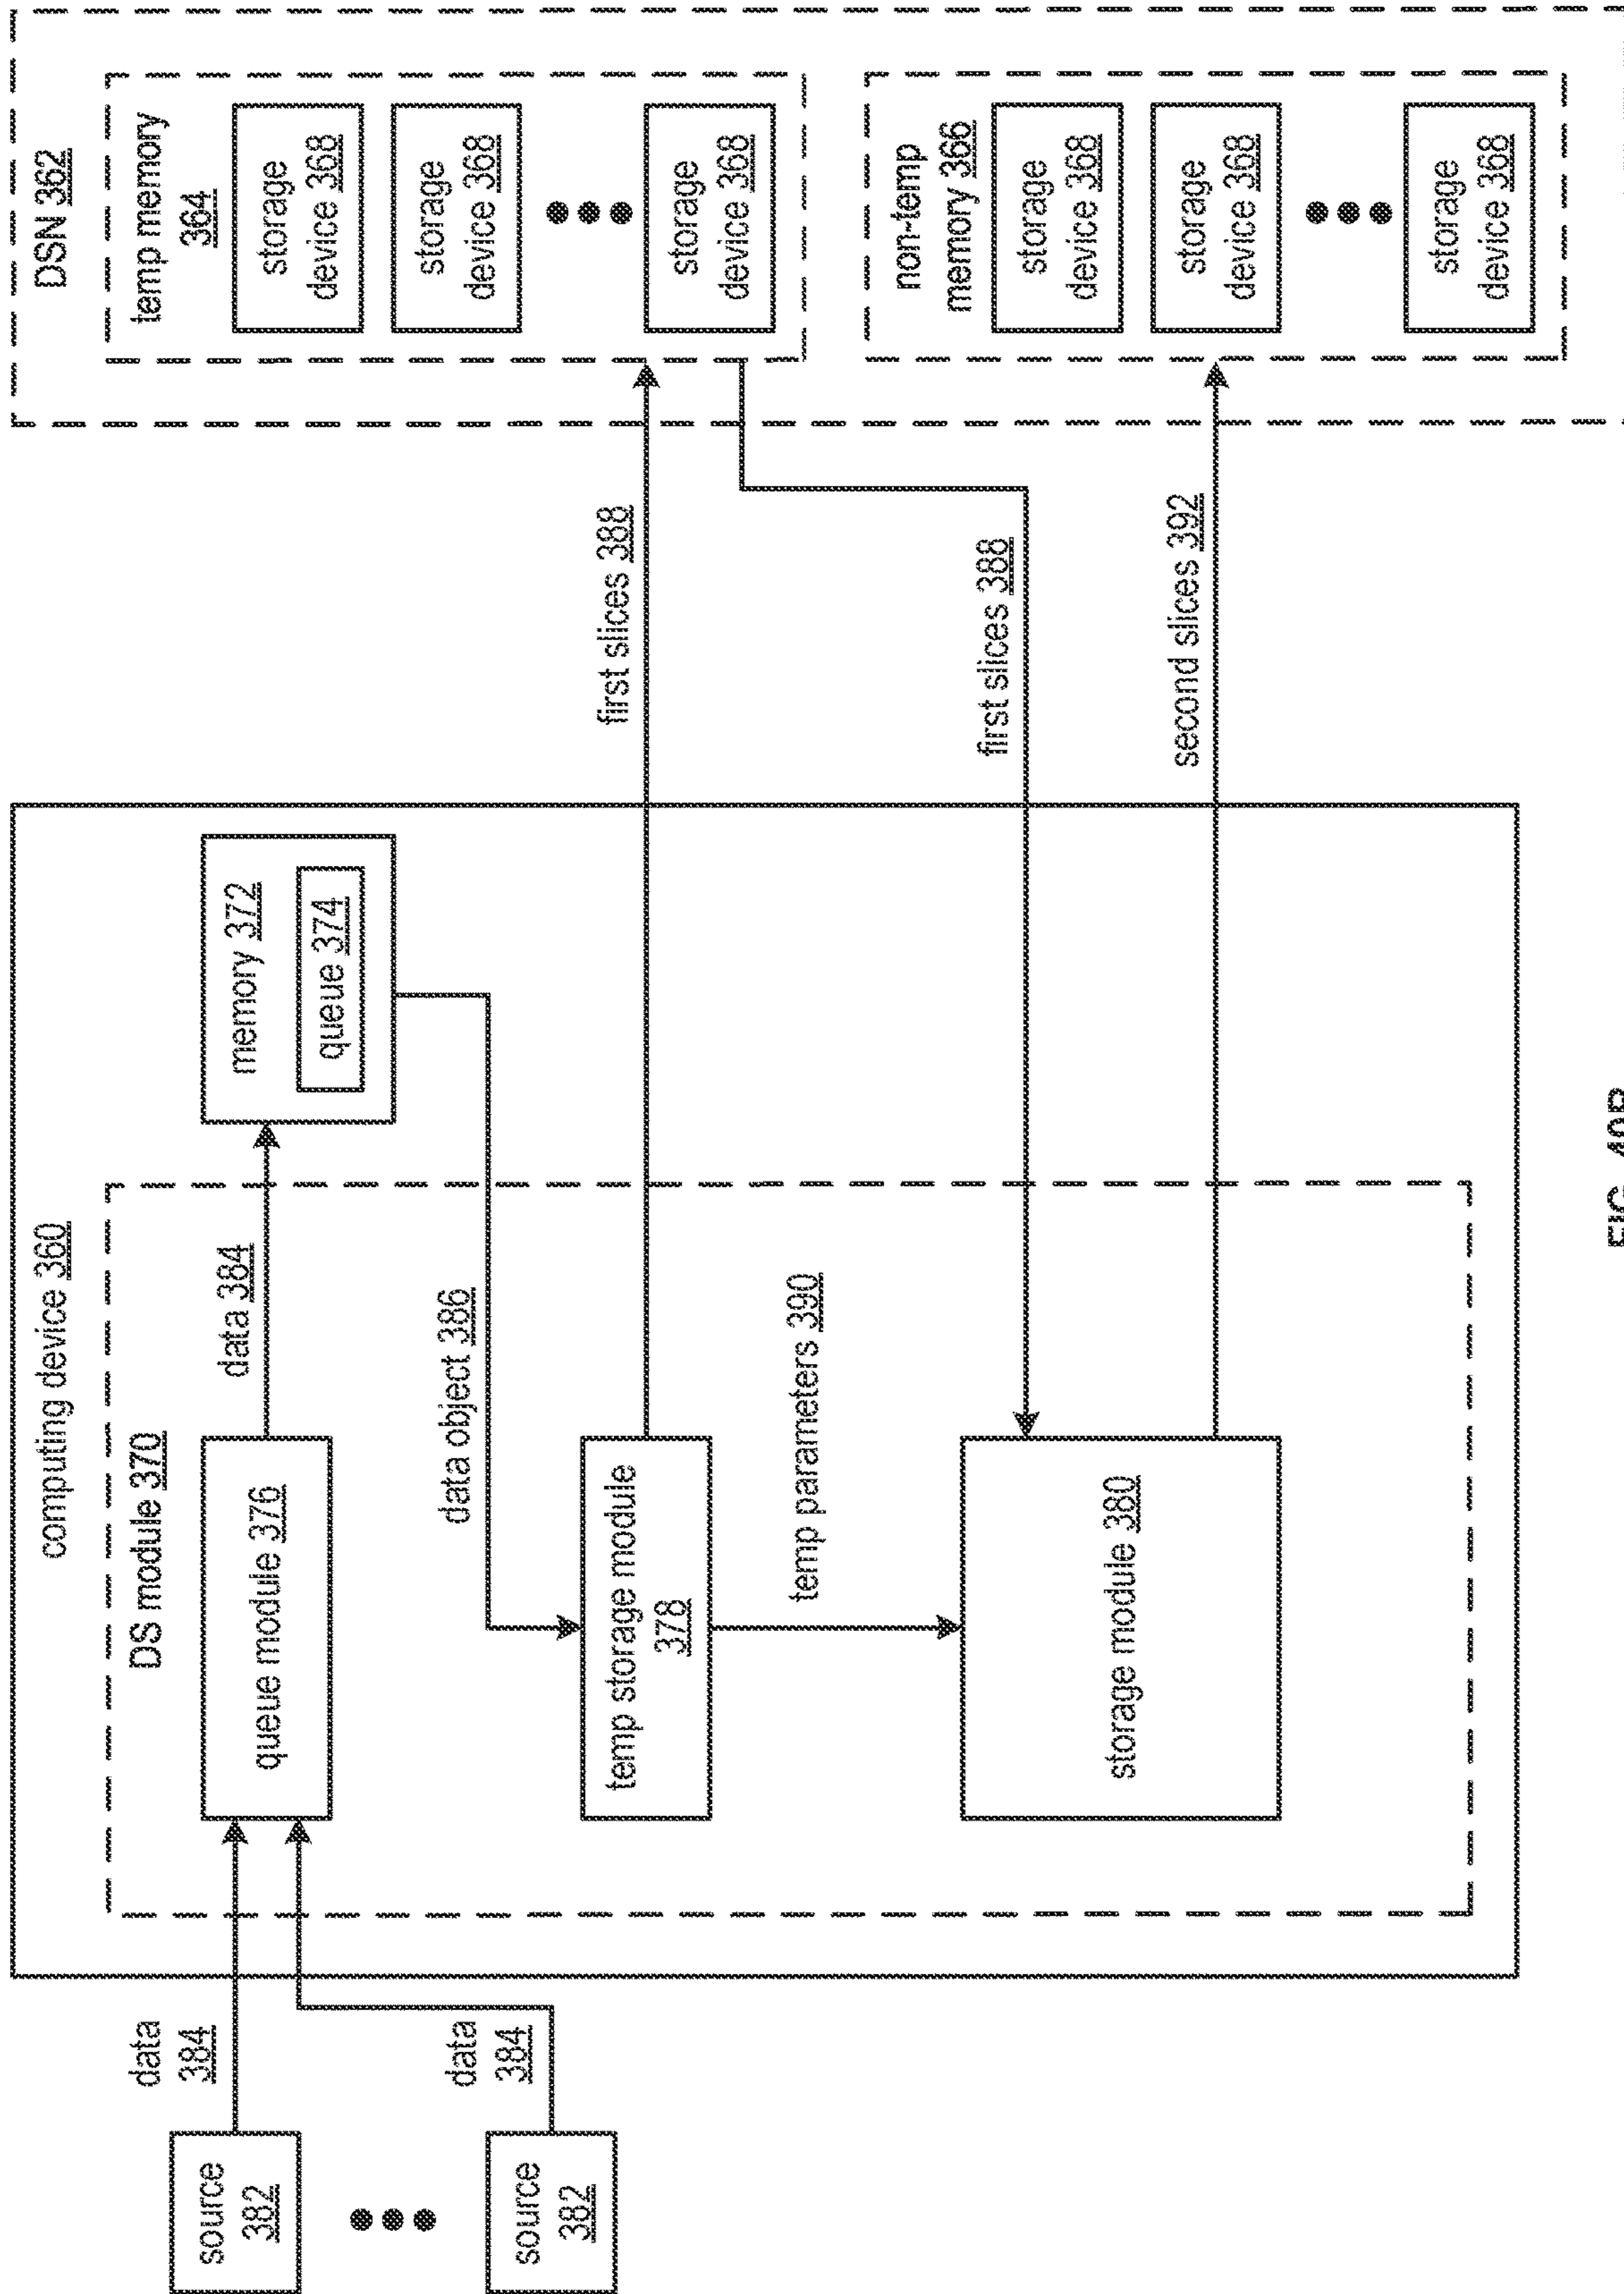 DSN 362
temp memory
364
storage
device 368
storage
device 368
storage
device 368
non-temp
memory 366
storage
device 368
storage
device 368
storage
device 368
first slices 388
first slices 388
second slices 392
computing device 360
memory 372
queue 374
DS module 370
data 384
queue module 376
data object 386
temp storage module
378
temp parameters 390
storage module 380
data
384
data
384
source
382
source
382